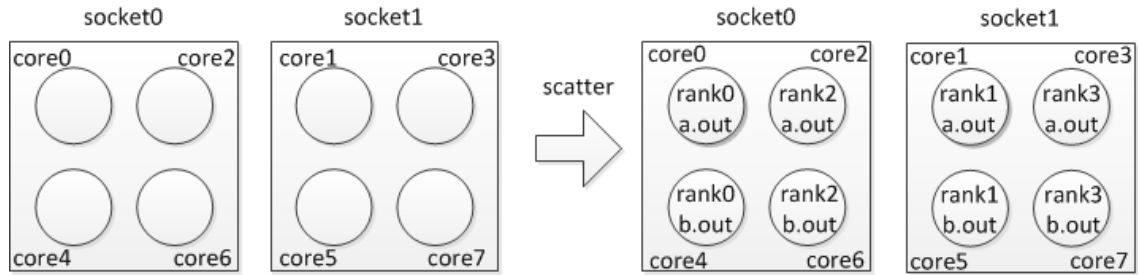 socket0
socket1
core0
core2
core1
core3
core4
core6
core5
core7
scatter
socket0
socket1
core0
core2
rank0
a.out
rank2
a.out
rank0
b.out
rank2
b.out
core4
core6
core1
core3
rank1
a.out
rank3
a.out
rank1
b.out
rank3
b.out
core5
core7